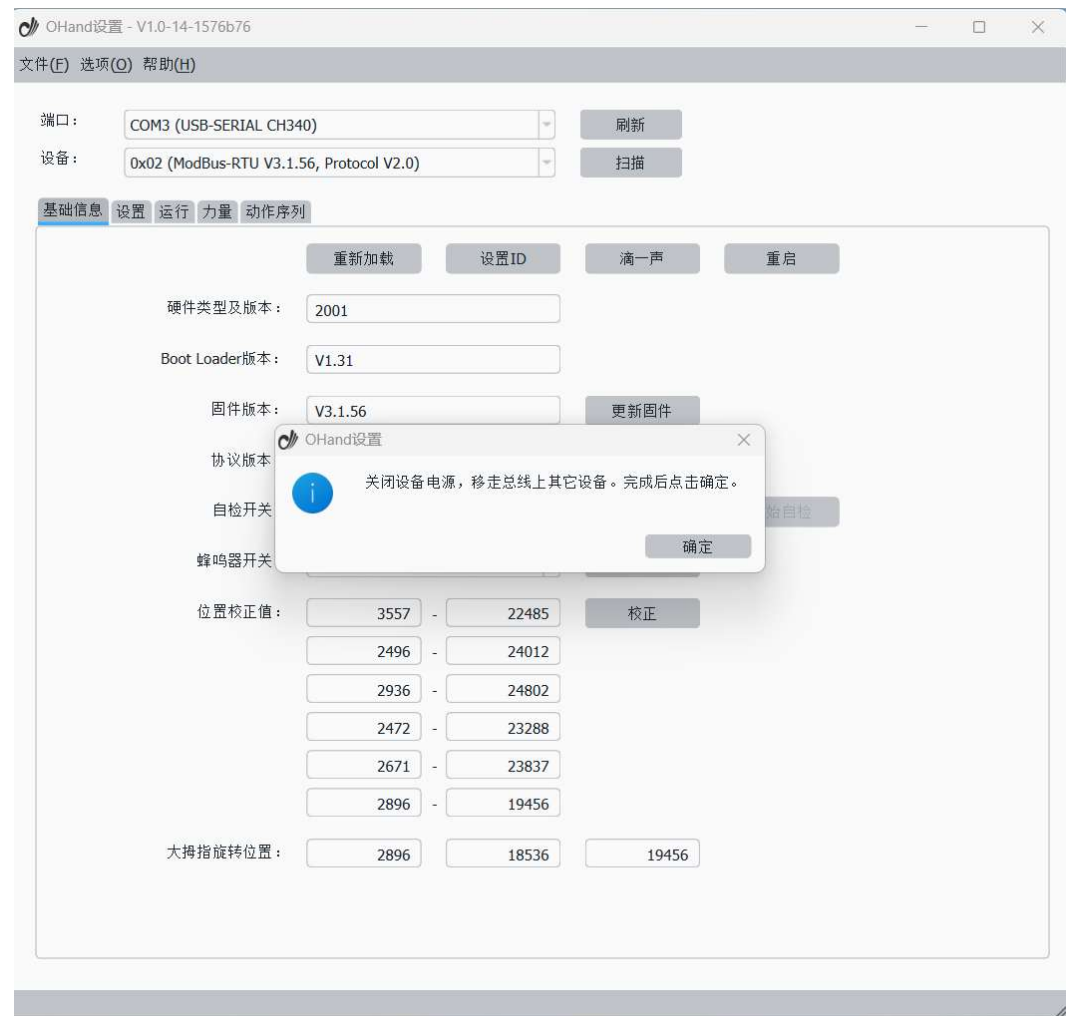 OHand设置 - V1.0-14-1576b76
文件(F) 选项(O) 帮助(H)
端口： COM3 (USB-SERIAL CH340) 刷新
设备： 0x02 (ModBus-RTU V3.1.56, Protocol V2.0) 扫描
基础信息 设置 运行 力量 动作序列
重新加载 设置ID 滴一声 重启
硬件类型及版本： 2001
Boot Loader版本： V1.31
固件版本： V3.1.56 更新固件
OHand设置
协议版本
关闭设备电源，移走总线上其它设备。完成后点击确定。
自检开关 始自检
确定
蜂鸣器开关
位置校正值： 3557 - 22485 校正
2496 - 24012
2936 - 24802
2472 - 23288
2671 - 23837
2896 - 19456
大拇指旋转位置： 2896 18536 19456